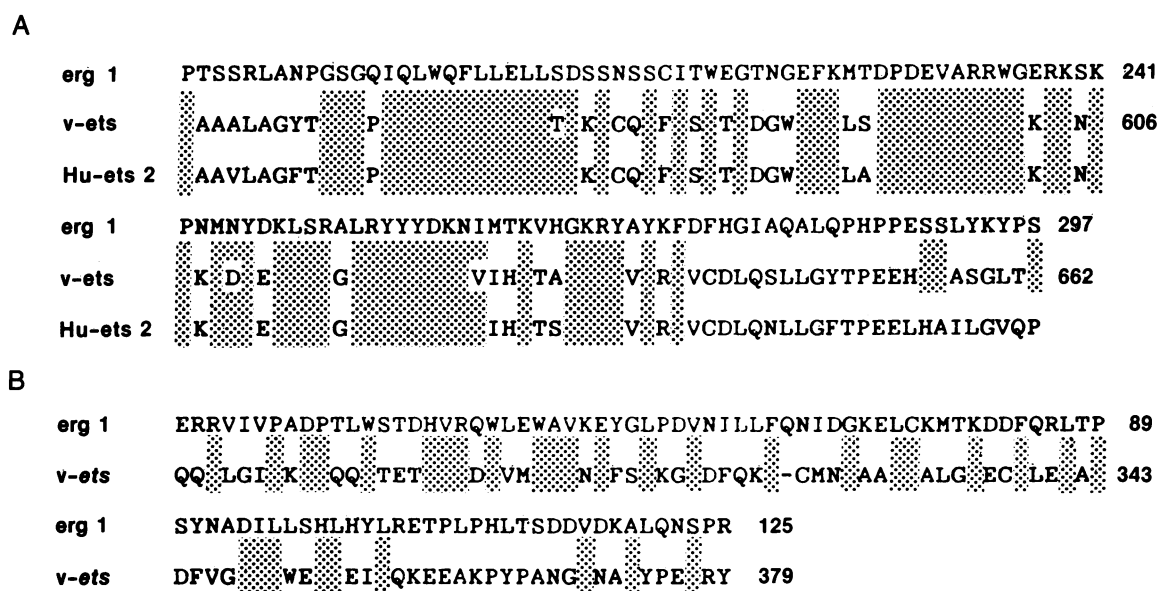 A
erg 1 PTSSRLANPGSGQIQLWQFLLELLSDSSNSSCITWEGTNGEFKMTDPDEVARRWGERKSK 241
v-ets AAALAGYT P T K CQ F S T DGW LS K N 606
Hu-ets 2 AAVLAGFT P K CQ F S T DGW LA K N
erg 1 PNMNYDKLSRALRYYYDKNIMTKVHGKRYAYKFDFHGIAQALQPHPPESSLYKYPS 297
v-ets K D E G VIH TA V R VCDLQSLLGYTPEEH ASGLT 662
Hu-ets 2 K E G IH TS V R VCDLQNLLGFTPEELHAILGVQP
B
erg 1 ERRVIVPADPTLWSTDHVRQWLEWAVKEYGLPDVNILLFQNIDGKELCKMTKDDFQRLTP 89
v-ets QQ LGI K QQ TET D VM N FS KG DFQK -CMN AA ALG EC LE A 343
erg 1 SYNADILLSHLHYLRETPLPHLTSDDVDKALQNSPR 125
v-ets DFVG WE EI QKEEAKPYPANG NA YPE RY 379